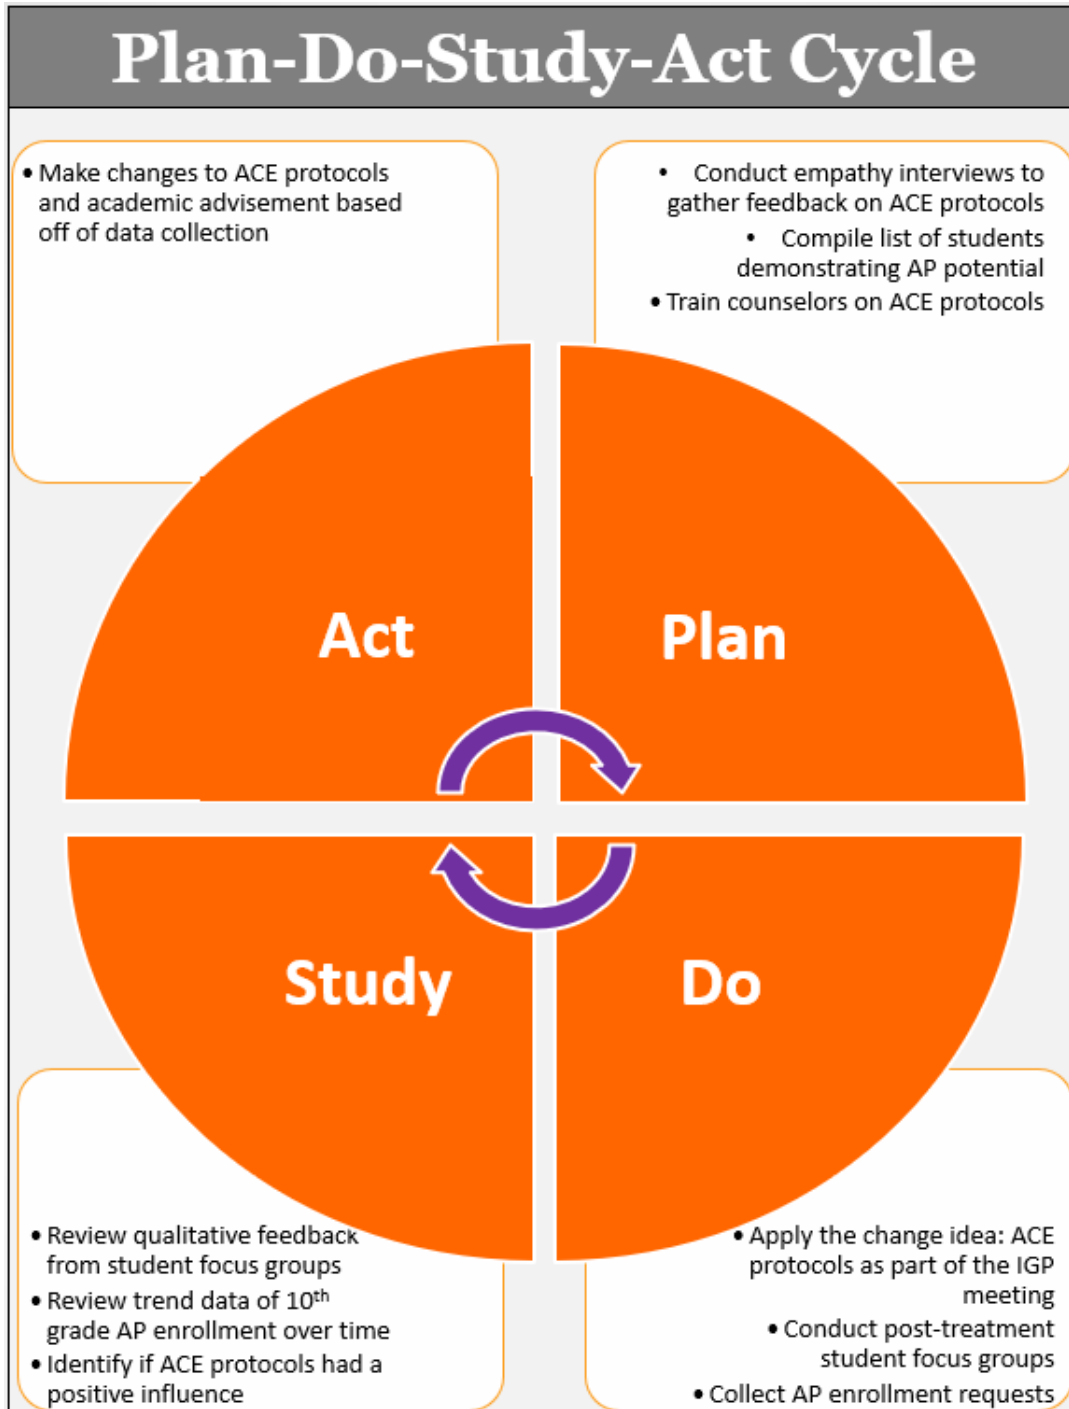 Plan-Do-Study-Act Cycle
• Make changes to ACE protocols
and academic advisement based
off of data collection
• Conduct empathy interviews to
gather feedback on ACE protocols
• Compile list of students
demonstrating AP potential
• Train counselors on ACE protocols
Act
Plan
Study
Do
• Review qualitative feedback
from student focus groups
• Review trend data of 10th
grade AP enrollment over time
• Identify if ACE protocols had a
positive influence
• Apply the change idea: ACE
protocols as part of the IGP
meeting
• Conduct post-treatment
student focus groups
• Collect AP enrollment requests